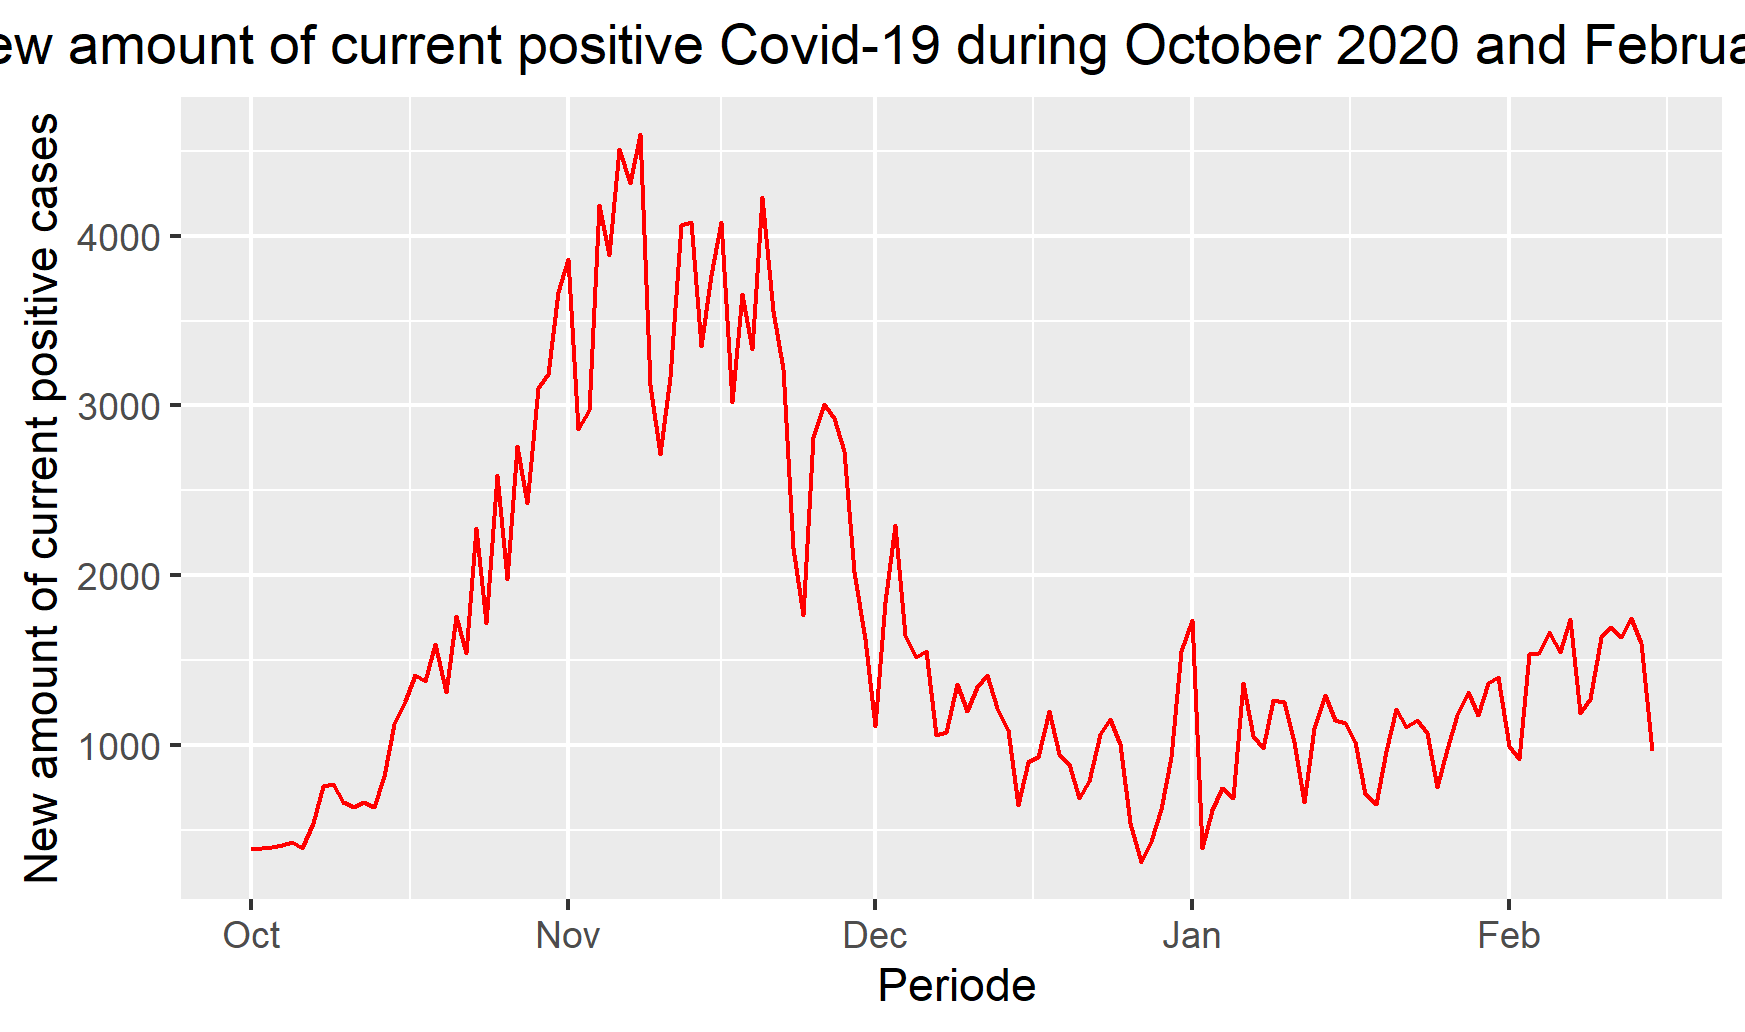 ew amount of current positive Covid-19 during October 2020 and Februa
New amount of current positive cases
4000
3000
2000
1000
Oct Nov Dec Jan Feb
Periode